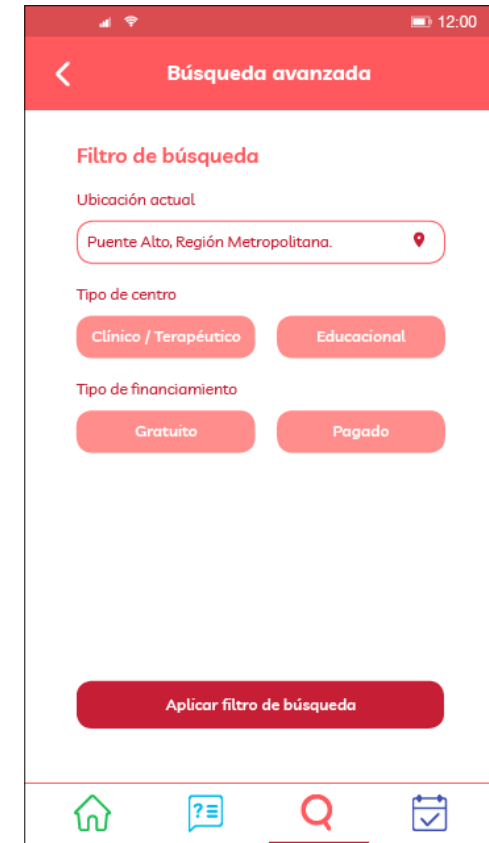 12:00
Búsqueda avanzada
Filtro de búsqueda
Ubicación actual
Puente Alto, Región Metropolitana.
Tipo de centro
Clínico / Terapéutico
Educacional
Tipo de financiamiento
Gratuito
Pagado
Aplicar filtro de búsqueda
?